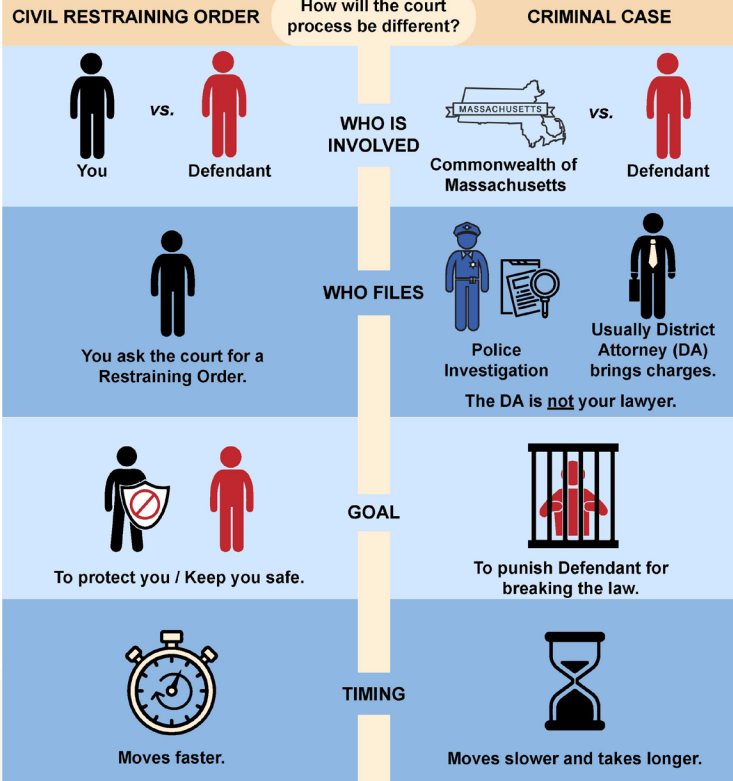 CIVIL RESTRAINING ORDER
How will the court
process be different?
CRIMINAL CASE
vs.
You
Defendant
WHO IS
INVOLVED
MASSACHUSETTS
vs.
Commonwealth of
Massachusetts
Defendant
You ask the court for a
Restraining Order.
WHO FILES
Police
Investigation
Usually District
Attorney (DA)
brings charges.
The DA is not your lawyer.
To protect you / Keep you safe.
GOAL
To punish Defendant for
breaking the law.
Moves faster.
TIMING
Moves slower and takes longer.